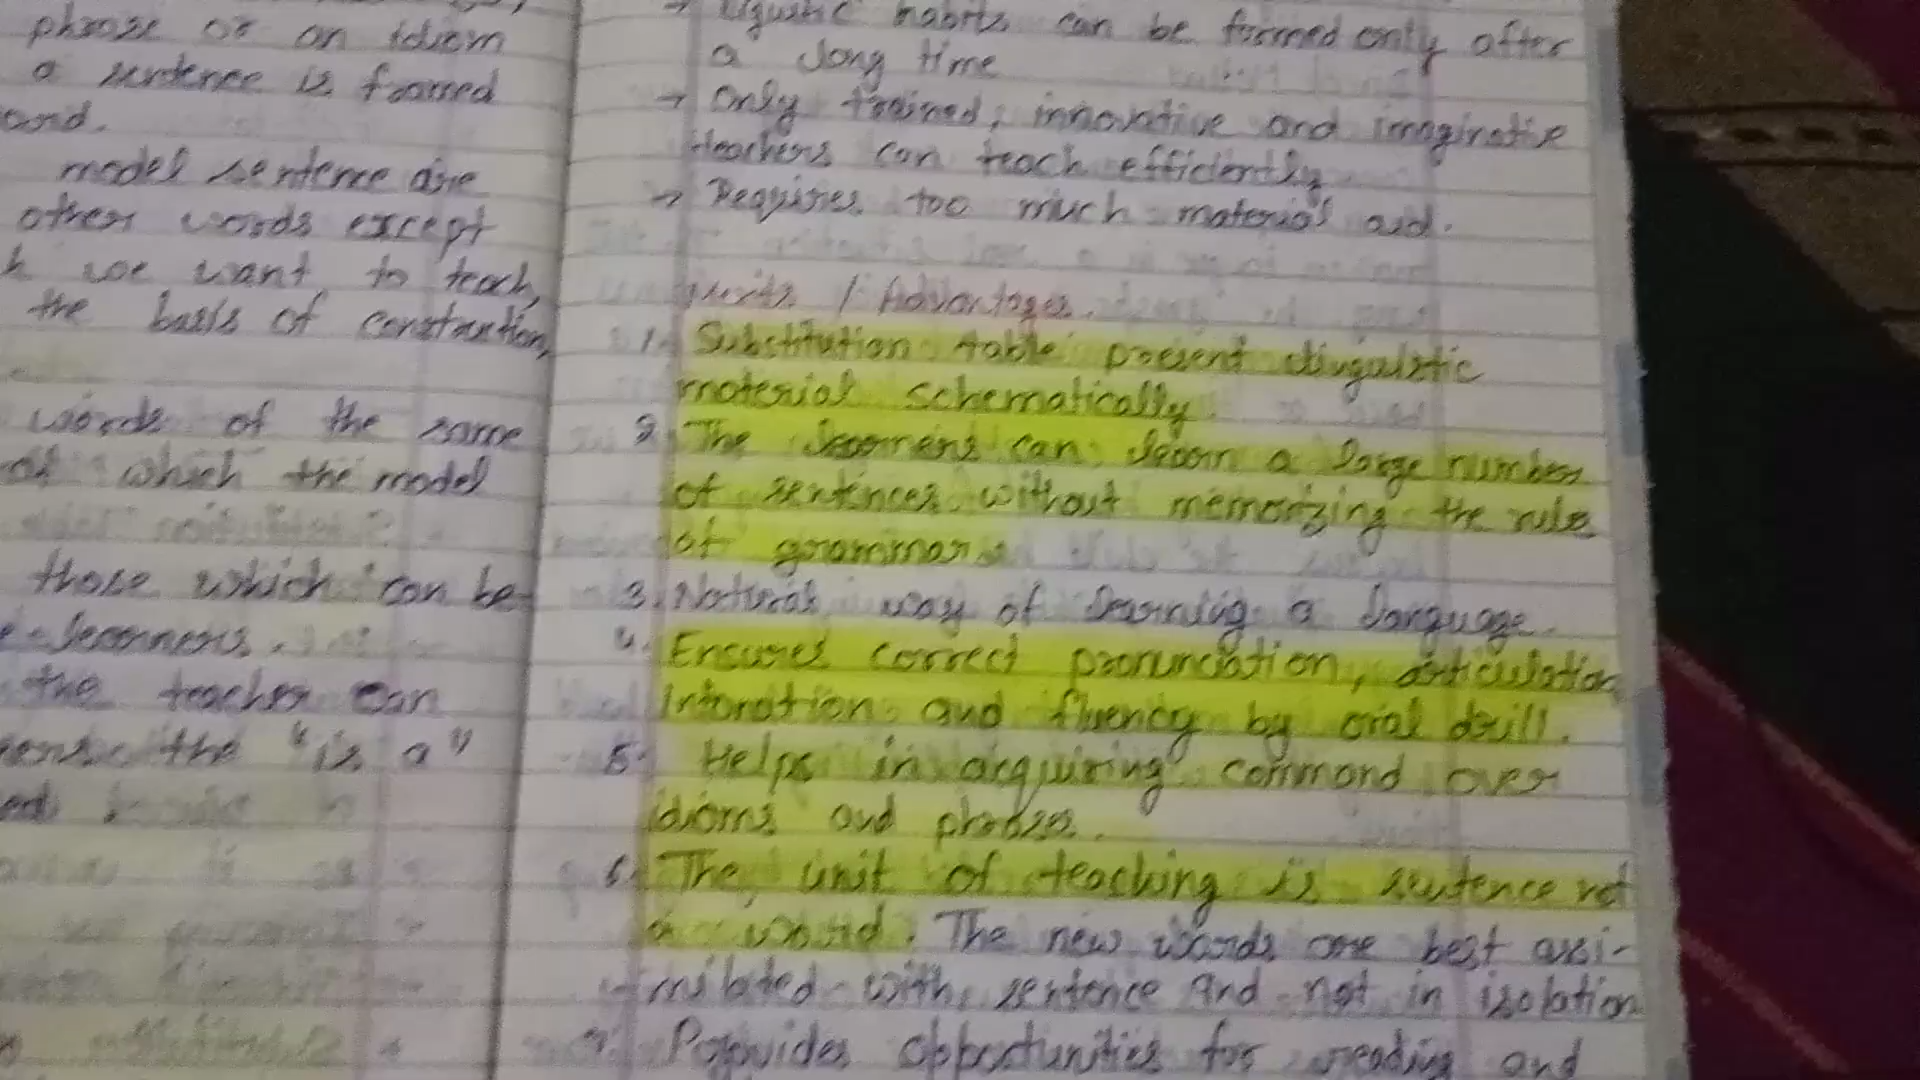 phrase or an idiom
a sentence is formed
model sentence are
other words except
h we want to teach,
the basis of construction,
words of the same
which the model
those which can be
learners.
the teacher can
the "is a"
habits can be formed only after
a long time
→ Only trained, innovative and imaginative
teachers can teach efficiently
→ Requires too much material aid.
Merits / Advantages.
1. Substitution table present lingulstic
material schematically
2. The learners can learn a large number
of sentences without memorizing the rule
of grammar
3. Natural way of learning a language.
4. Ensures correct pronunciation, articulation,
intonation and fluency by oral drill.
5. Helps in acquiring command over
idioms and phrases.
6. The unit of teaching is sentence not
a word. The new words are best assi-
milated with sentence and not in isolation
7. opportunities for reading and